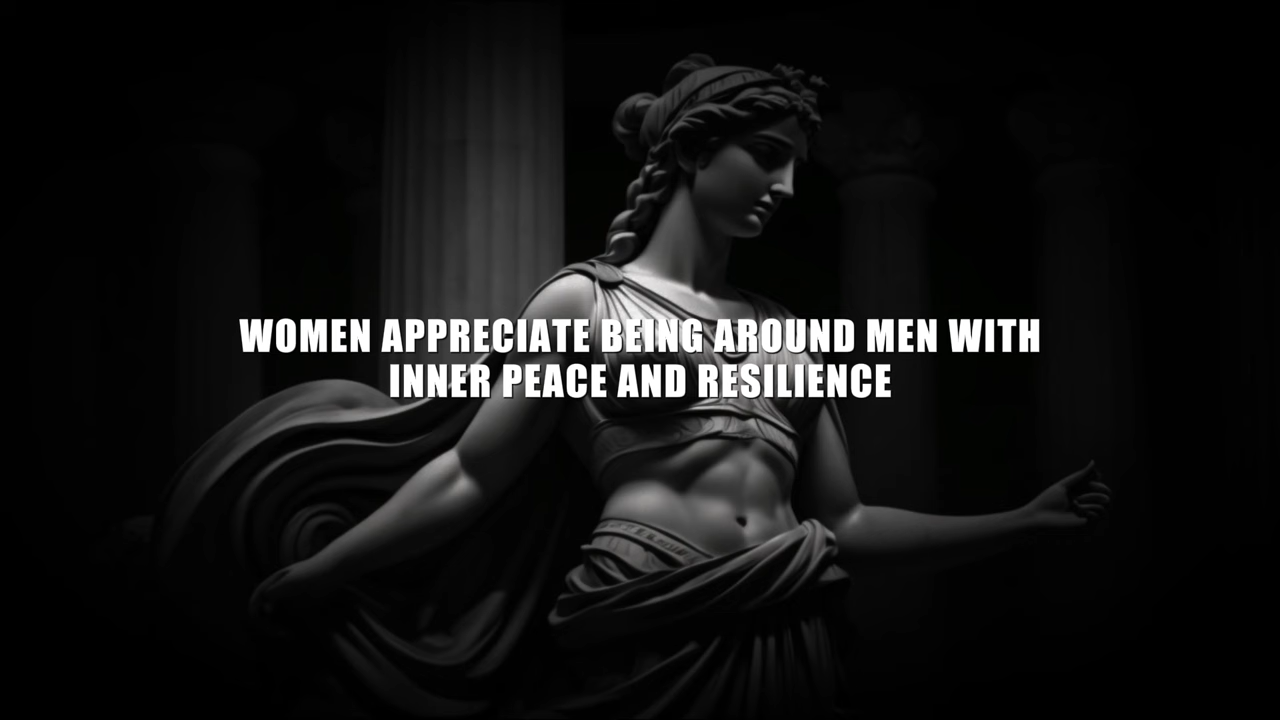 WOMEN APPRECIATE BEING AROUND MEN WITH
INNER PEACE AND RESILIENCE